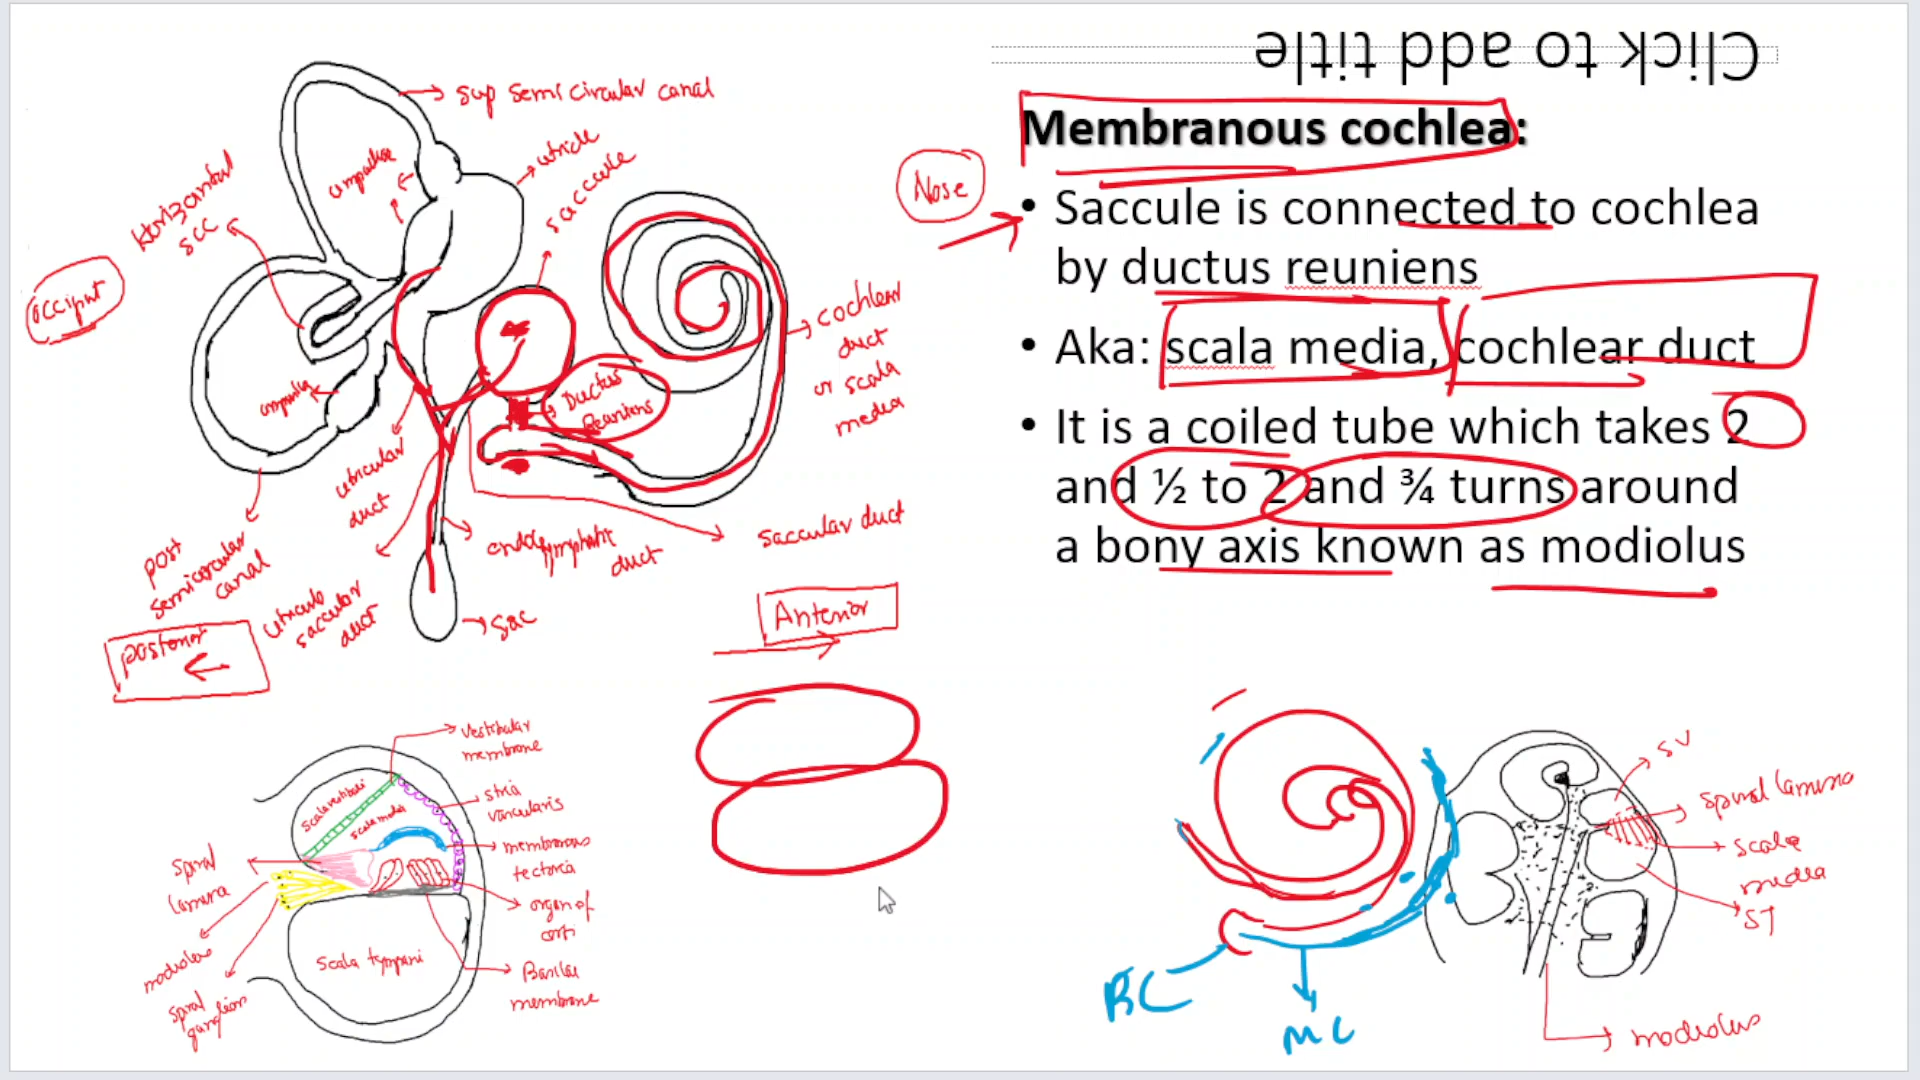 Click to add title
Membranous cochlea:
• Saccule is connected to cochlea
by ductus reuniens
• Aka: scala media, cochlear duct
• It is a coiled tube which takes 2
and ½ to 2 and ¾ turns around
a bony axis known as modiolus
sup semicircular canal
utricle
saccule
ampullae
Horizontal
scc
occiput
Nose
ampulla
Ductus
Reuniens
cochlear
duct
or scala
media
utricular
duct
endolymphatic
duct
saccular duct
post
semicircular
canal
utriculo
saccular
duct
sac
posterior
Anterior
vestibular
membrane
stria
vascularis
scala vestibuli
scala media
membranous
tectoria
spiral
lamina
organ of
corti
modiolus
spiral
ganglion
scala tympani
Basilar
membrane
BC
MC
SV
spiral lamina
scala
media
ST
modiolus